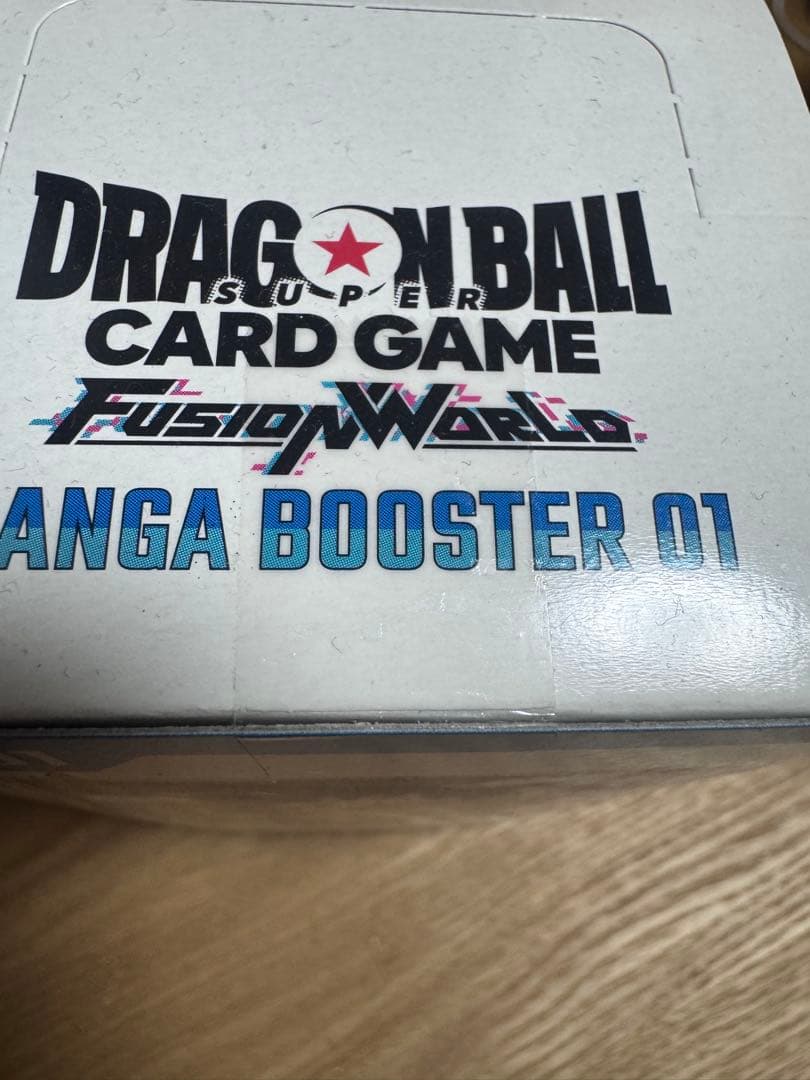 DRAGON BALL
SUPER
CARD GAME
FUSION WORLD
ANGA BOOSTER 01